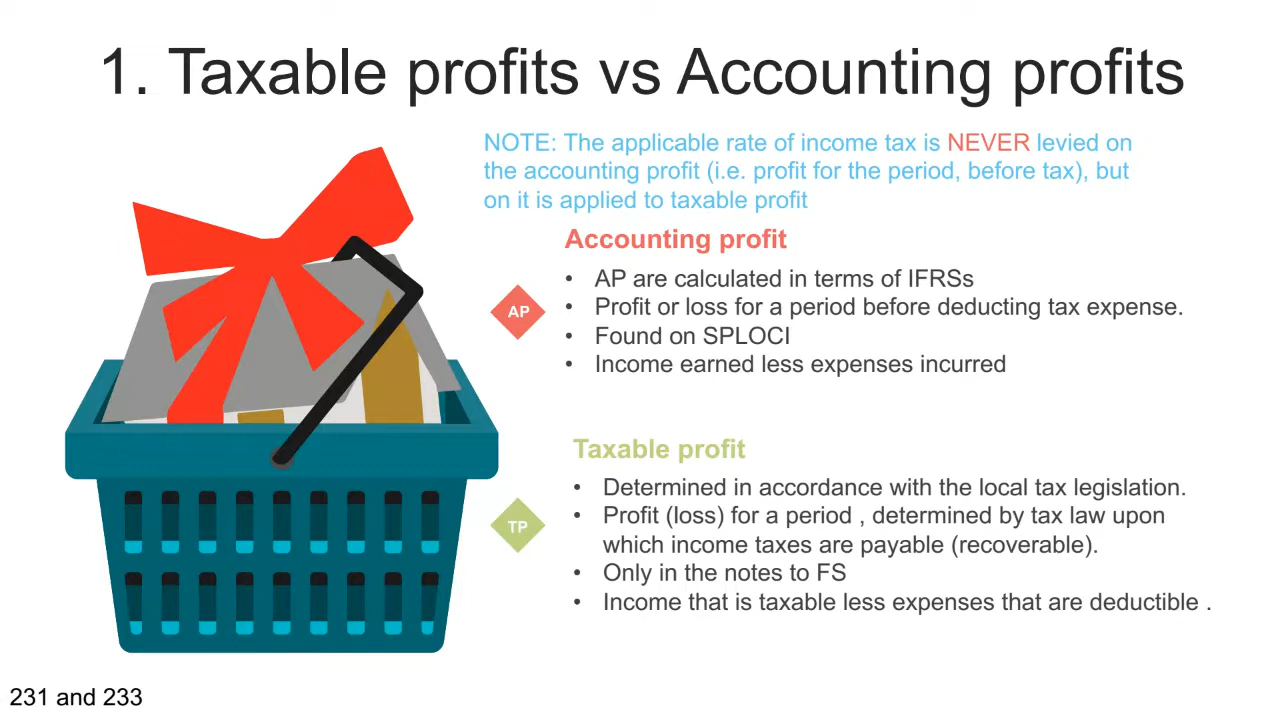 1. Taxable profits vs Accounting profits
NOTE: The applicable rate of income tax is NEVER levied on
the accounting profit (i.e. profit for the period, before tax), but
on it is applied to taxable profit
Accounting profit
AP
• AP are calculated in terms of IFRSs
• Profit or loss for a period before deducting tax expense.
• Found on SPLOCI
• Income earned less expenses incurred
Taxable profit
TP
• Determined in accordance with the local tax legislation.
• Profit (loss) for a period , determined by tax law upon
which income taxes are payable (recoverable).
• Only in the notes to FS
• Income that is taxable less expenses that are deductible .
231 and 233